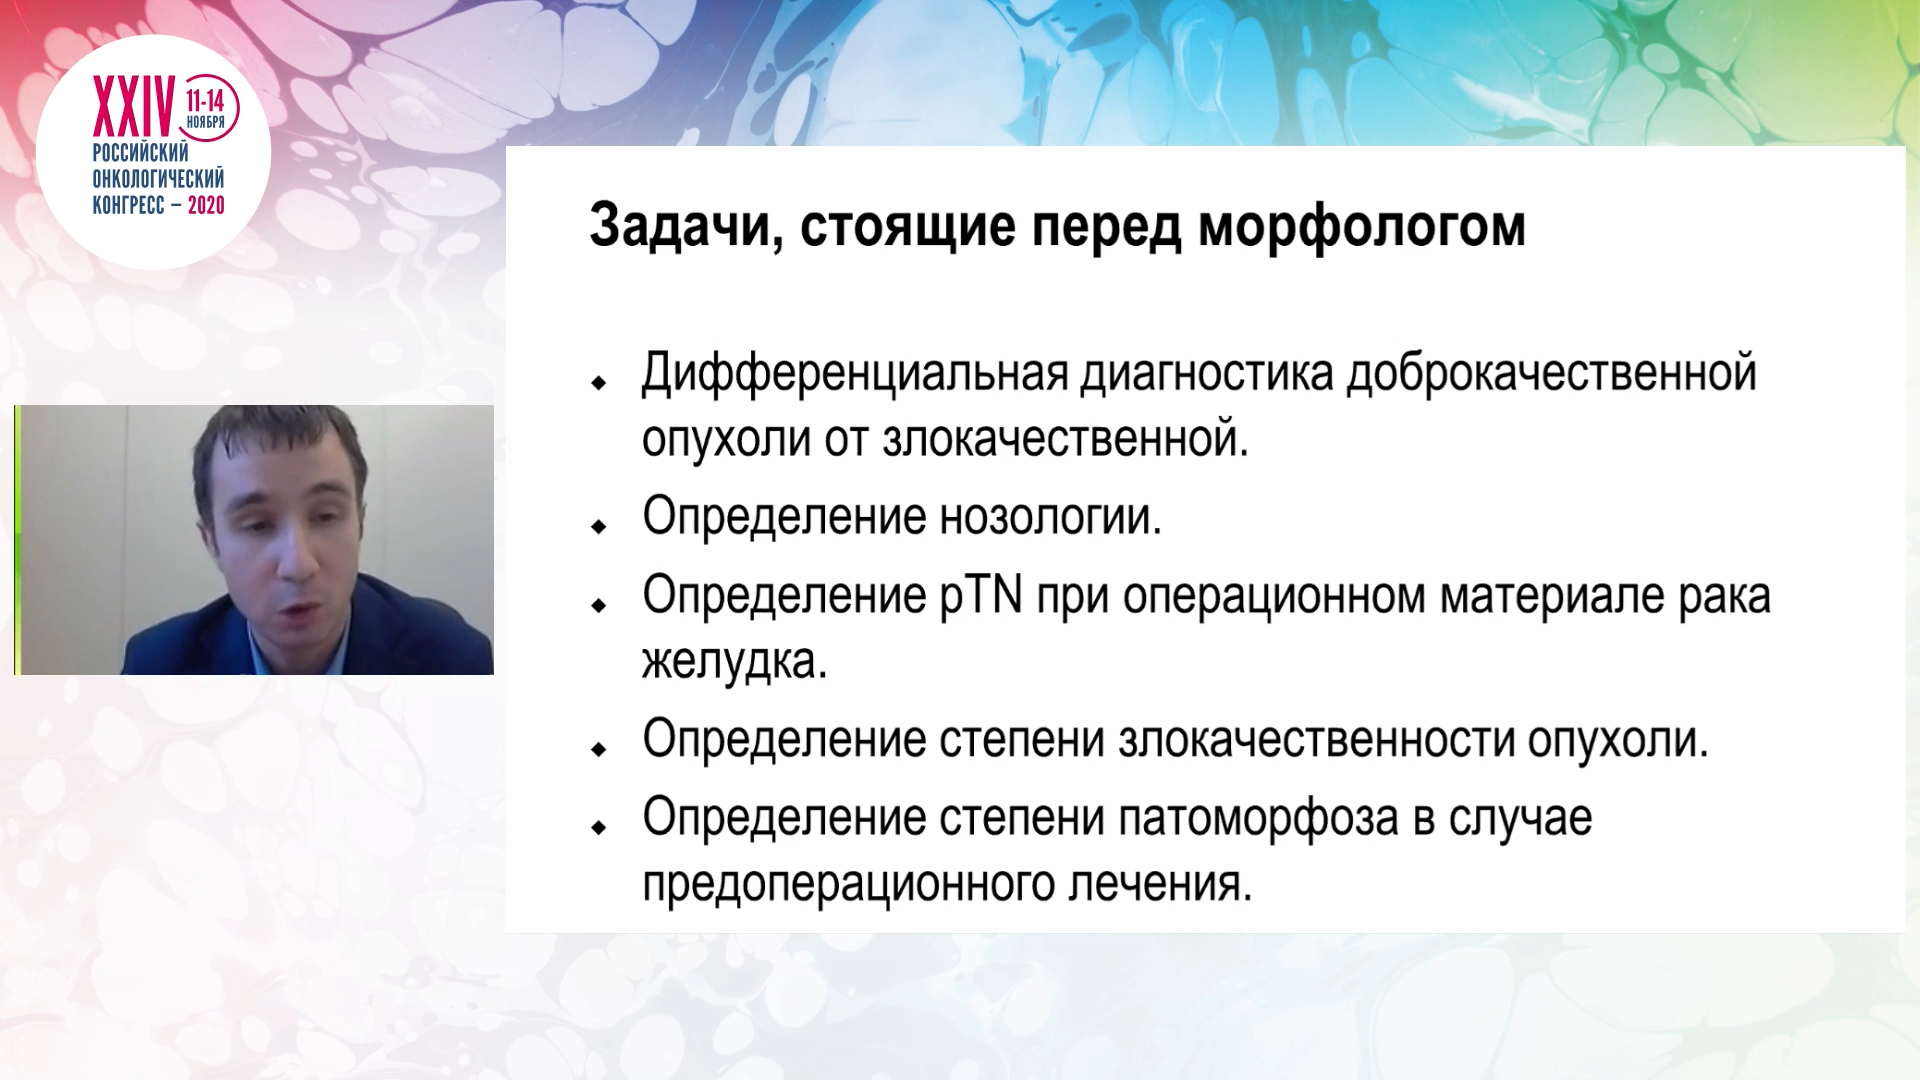 XXIV
11-14
НОЯБРЯ
РОССИЙСКИЙ
ОНКОЛОГИЧЕСКИЙ
КОНГРЕСС – 2020
Задачи, стоящие перед морфологом
Дифференциальная диагностика доброкачественной
опухоли от злокачественной.
Определение нозологии.
Определение pTN при операционном материале рака
желудка.
Определение степени злокачественности опухоли.
Определение степени патоморфоза в случае
предоперационного лечения.